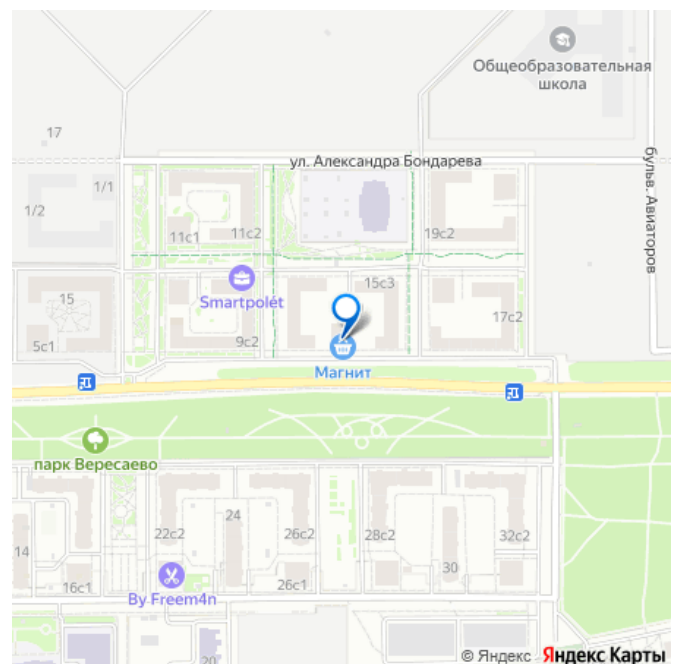 Общеобразовательная
школа
17
ул. Александра Бондарева
бульв. Авиаторов
1/1
1/2
11с1
11с2
19с2
15с3
Smartpolét
15
17с2
5с1
9с2
Магнит
парк Вересаево
24
22с2
26с2
28с2
32с2
14
30
16с1
26с1
By Freem4n
20
© Яндекс Яндекс Карты